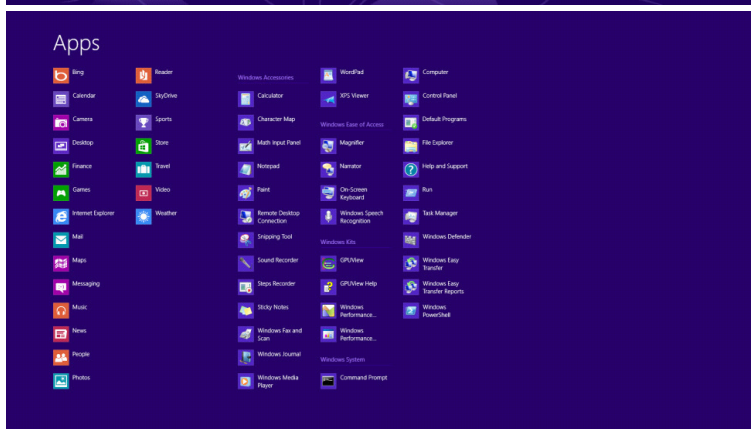 Apps
Bing
Calendar
Camera
Desktop
Finance
Games
Internet Explorer
Mail
Maps
Messaging
Music
News
People
Photos
Reader
SkyDrive
Sports
Store
Travel
Video
Weather
Windows Accessories
Calculator
Character Map
Math Input Panel
Notepad
Paint
Remote Desktop
Connection
Snipping Tool
Sound Recorder
Steps Recorder
Sticky Notes
Windows Fax and
Scan
Windows Journal
Windows Media
Player
WordPad
XPS Viewer
Windows Ease of Access
Magnifier
Narrator
On-Screen
Keyboard
Windows Speech
Recognition
Windows Kits
GPUView
GPUView Help
Windows
Performance...
Windows
Performance...
Windows System
Command Prompt
Computer
Control Panel
Default Programs
File Explorer
Help and Support
Run
Task Manager
Windows Defender
Windows Easy
Transfer
Windows Easy
Transfer Reports
Windows
PowerShell